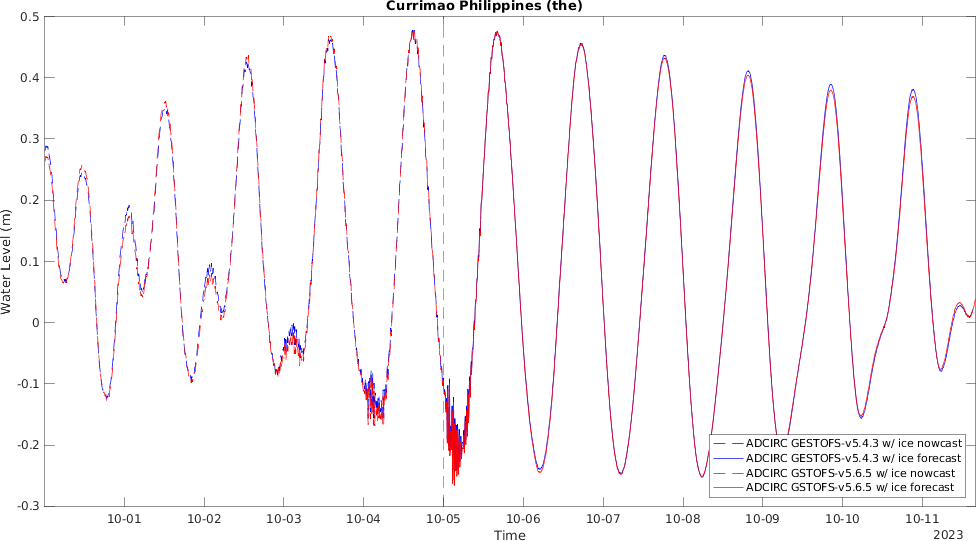 Currimao Philippines (the)
0.5
0.4
0.3
0.2
0.1
0
-0.1
-0.2
-0.3
Water Level (m)
ADCIRC GESTOFS-v5.4.3 w/ ice nowcast
ADCIRC GESTOFS-v5.4.3 w/ ice forecast
ADCIRC GSTOFS-v5.6.5 w/ ice nowcast
ADCIRC GSTOFS-v5.6.5 w/ ice forecast
10-01 10-02 10-03 10-04 10-05 10-06 10-07 10-08 10-09 10-10 10-11
Time
2023